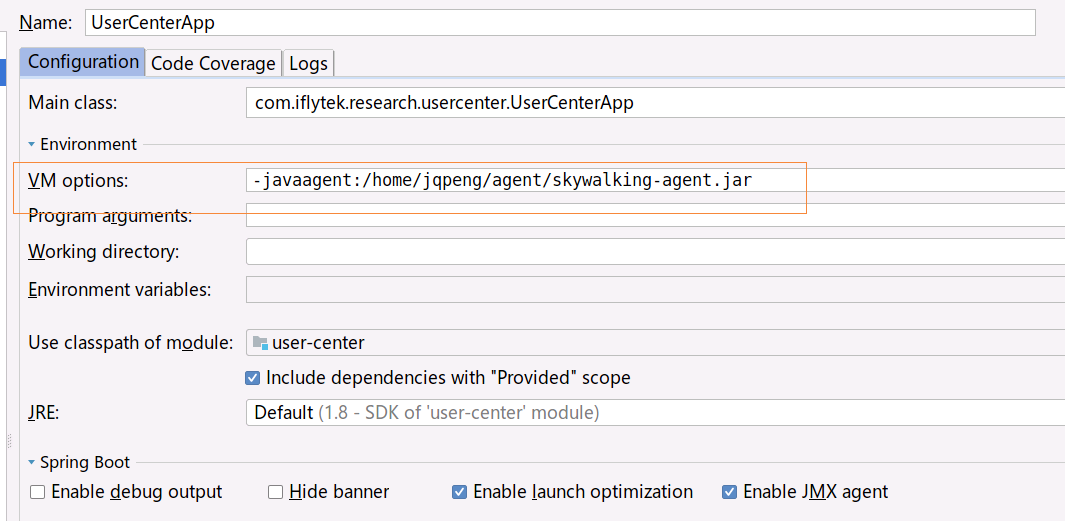 Name: UserCenterApp
Configuration Code Coverage Logs
Main class: com.iflytek.research.usercenter.UserCenterApp
Environment
VM options: -javaagent:/home/jqpeng/agent/skywalking-agent.jar
Program arguments:
Working directory:
Environment variables:
Use classpath of module: user-center
Include dependencies with "Provided" scope
JRE: Default (1.8 - SDK of 'user-center' module)
Spring Boot
Enable debug output Hide banner Enable launch optimization Enable JMX agent